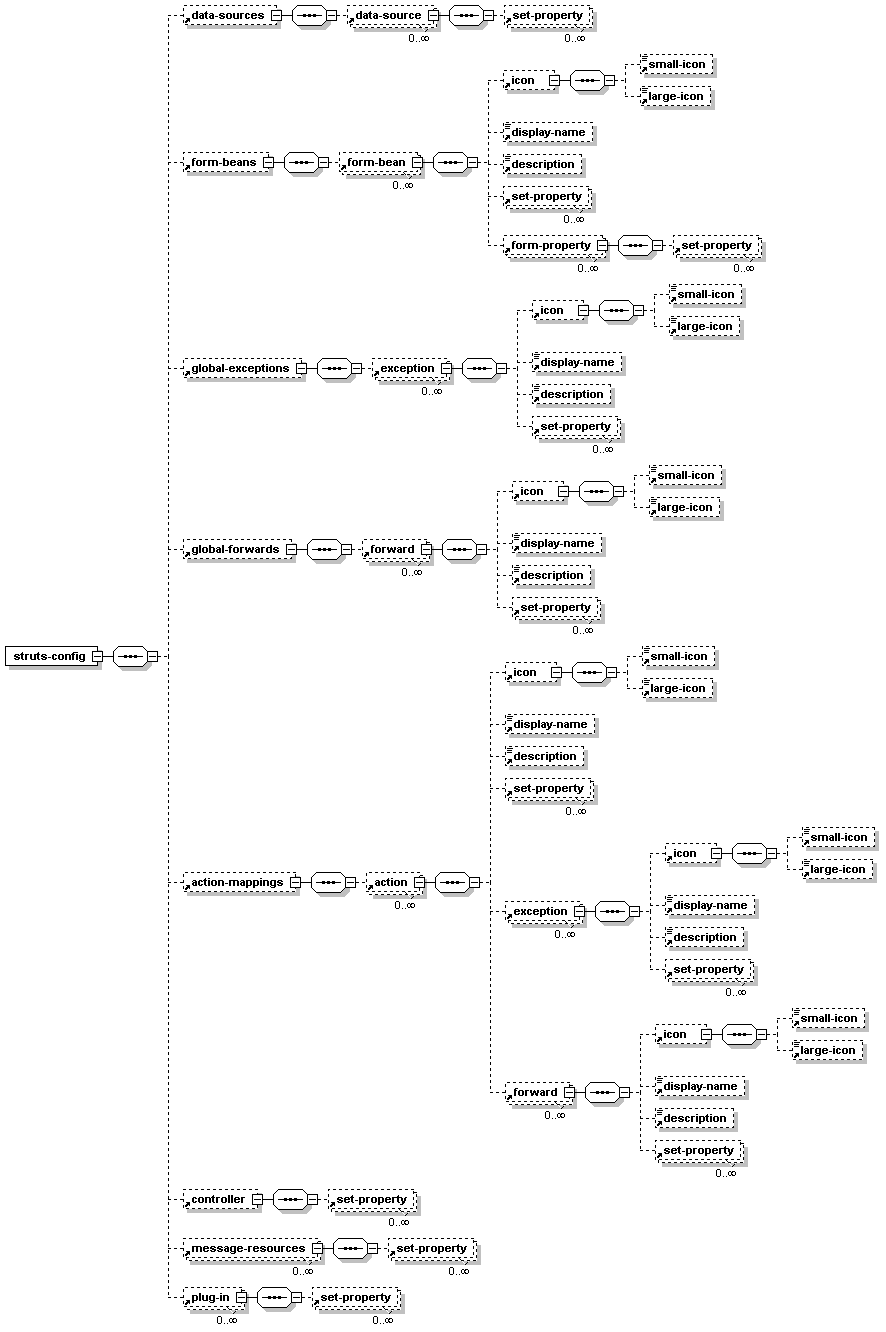 data-sources data-source set-property
0..∞ 0..∞
small-icon
icon
large-icon
display-name
form-beans form-bean description
0..∞
set-property
0..∞
form-property set-property
0..∞ 0..∞
small-icon
icon
large-icon
display-name
global-exceptions exception
0..∞
description
set-property
0..∞
small-icon
icon
large-icon
display-name
global-forwards forward
0..∞
description
set-property
0..∞
struts-config
small-icon
icon
large-icon
display-name
description
set-property
0..∞
small-icon
icon
large-icon
action-mappings action
0..∞
display-name
exception
0..∞
description
set-property
0..∞
small-icon
icon
large-icon
display-name
forward
0..∞
description
set-property
0..∞
controller set-property
0..∞
message-resources set-property
0..∞ 0..∞
plug-in set-property
0..∞ 0..∞